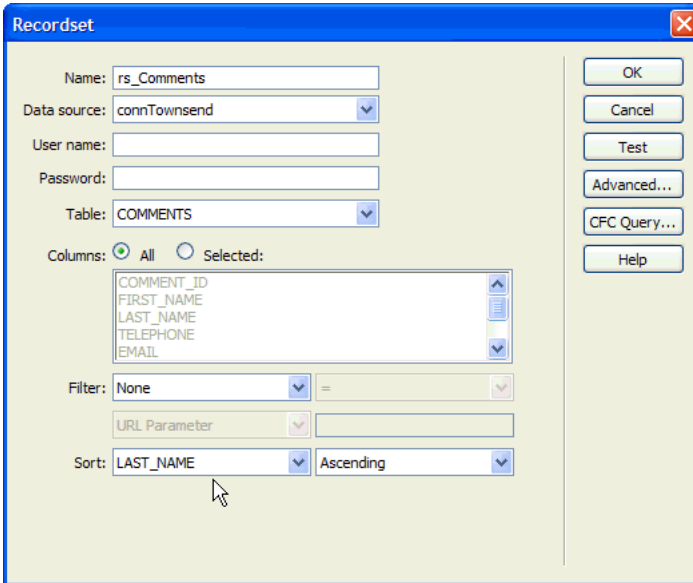 Recordset
Name: rs_Comments
OK
Data source: connTownsend
Cancel
User name:
Test
Password:
Advanced...
Table: COMMENTS
CFC Query...
Columns: All Selected:
Help
COMMENT_ID
FIRST_NAME
LAST_NAME
TELEPHONE
EMAIL
Filter: None =
URL Parameter
Sort: LAST_NAME Ascending